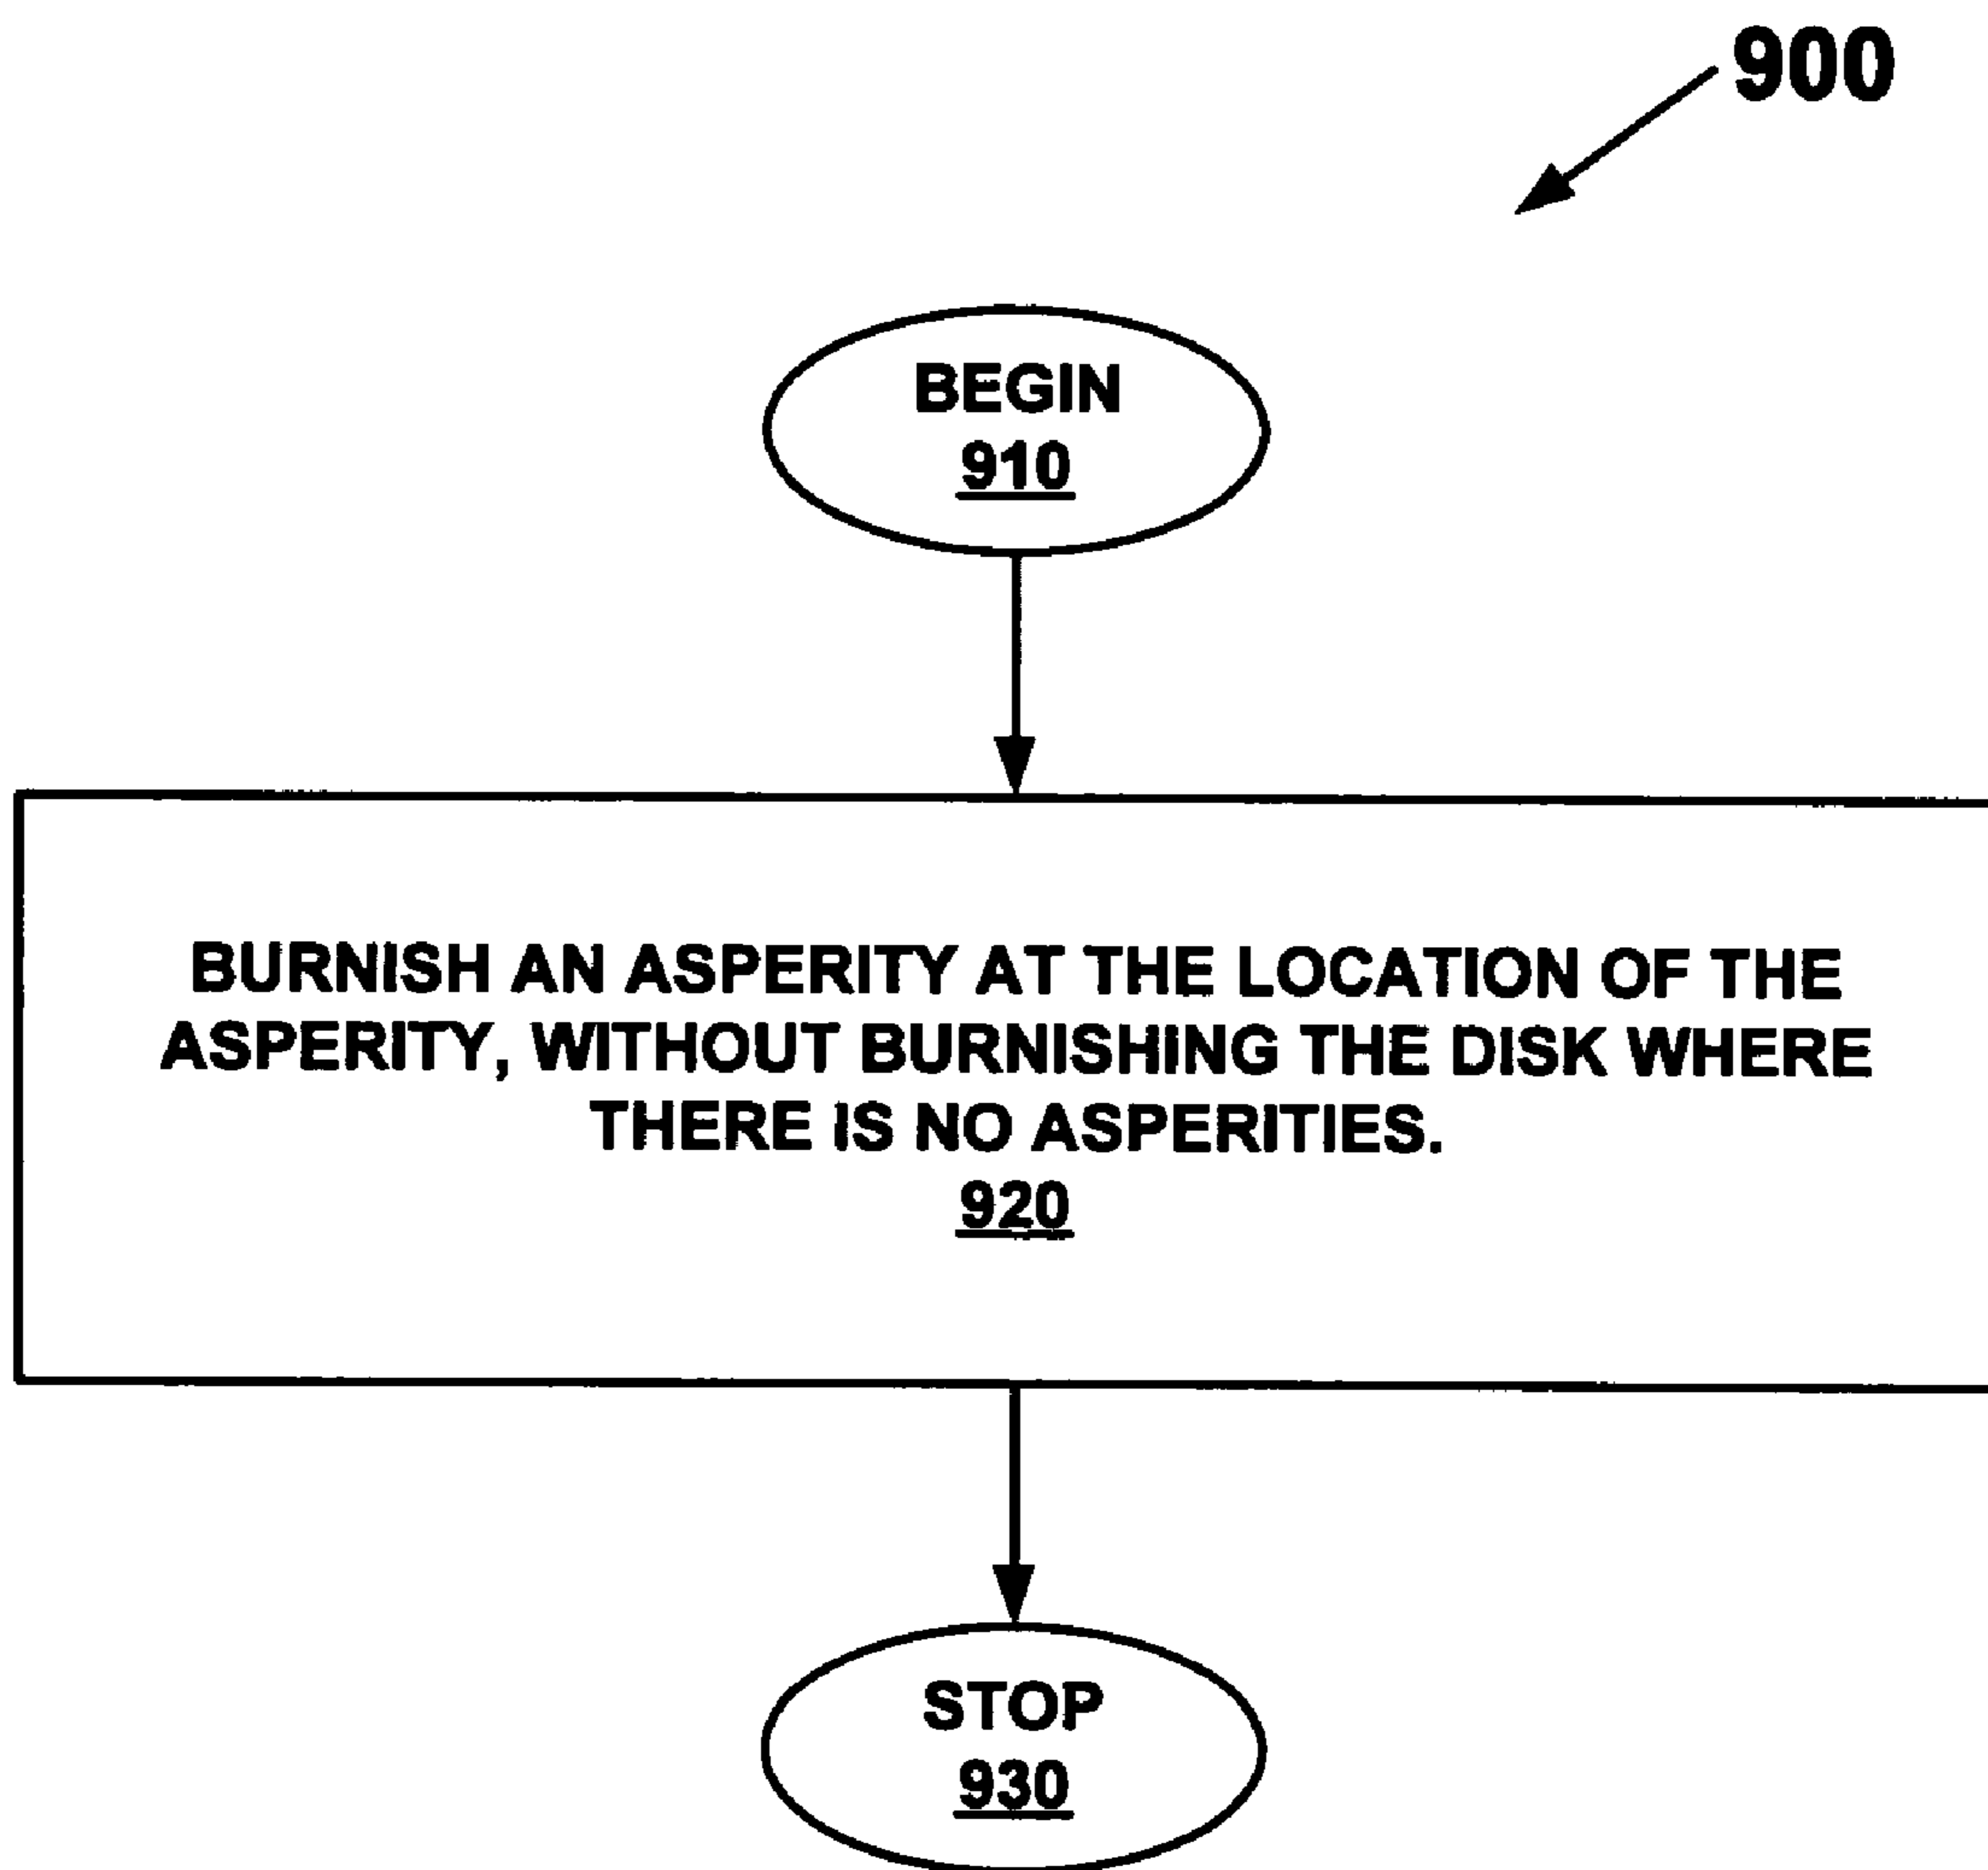 900
BEGIN
910
BURNISH AN ASPERITY AT THE LOCATION OF THE
ASPERITY, WITHOUT BURNISHING THE DISK WHERE
THERE IS NO ASPERITIES.
920
STOP
930